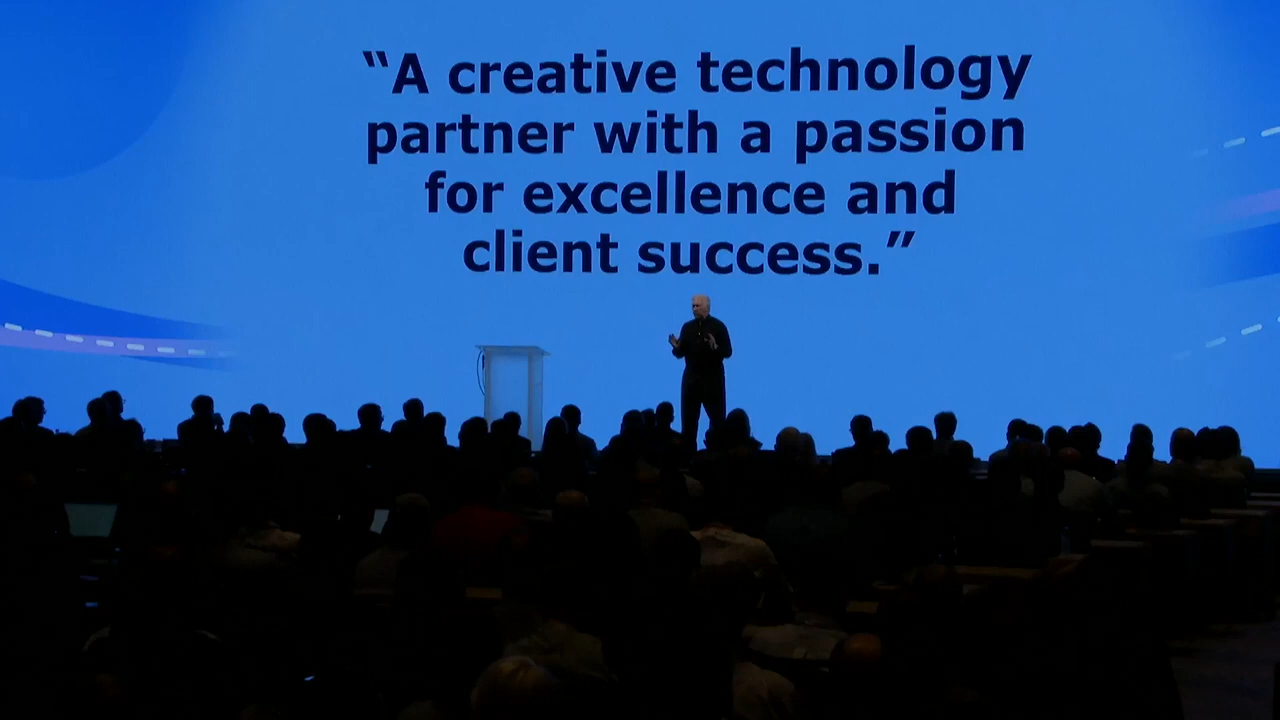 “A creative technology
partner with a passion
for excellence and
client success.”